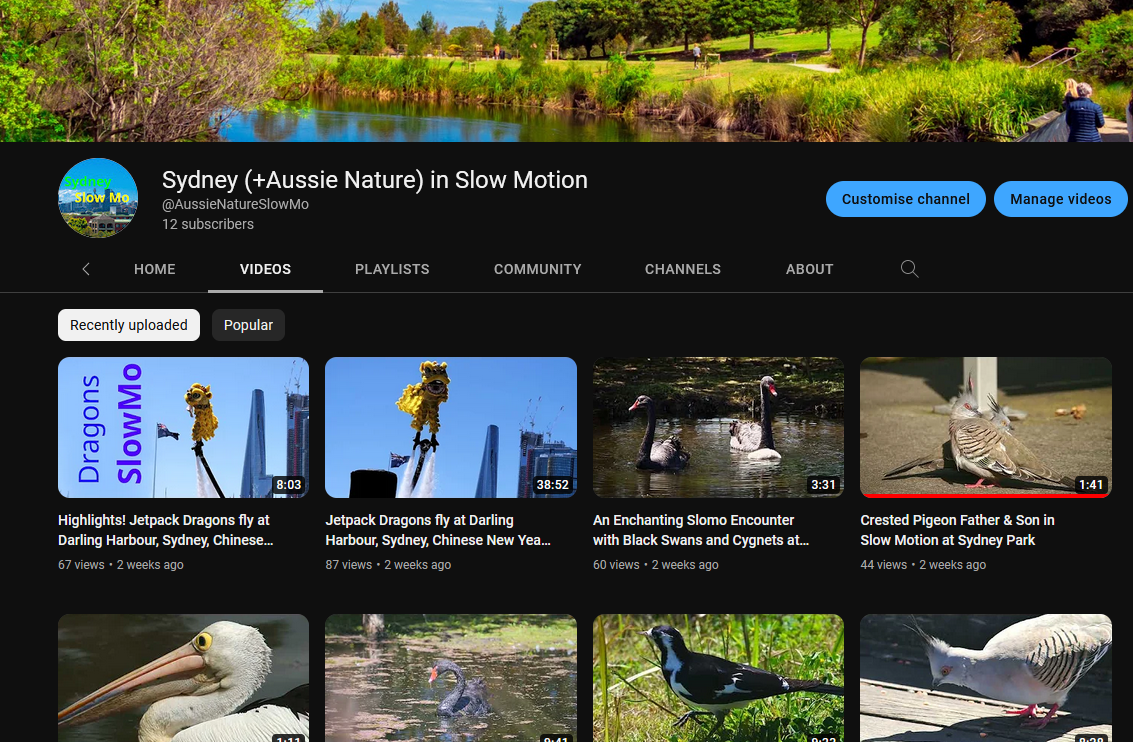 Sydney
Slow Mo
Sydney (+Aussie Nature) in Slow Motion
@AussieNatureSlowMo
12 subscribers
Customise channel
Manage videos
HOME
VIDEOS
PLAYLISTS
COMMUNITY
CHANNELS
ABOUT
Recently uploaded
Popular
Dragons
SlowMo
8:03
38:52
3:31
1:41
Highlights! Jetpack Dragons fly at
Darling Harbour, Sydney, Chinese…
67 views • 2 weeks ago
Jetpack Dragons fly at Darling
Harbour, Sydney, Chinese New Yea…
87 views • 2 weeks ago
An Enchanting Slomo Encounter
with Black Swans and Cygnets at…
60 views • 2 weeks ago
Crested Pigeon Father & Son in
Slow Motion at Sydney Park
44 views • 2 weeks ago